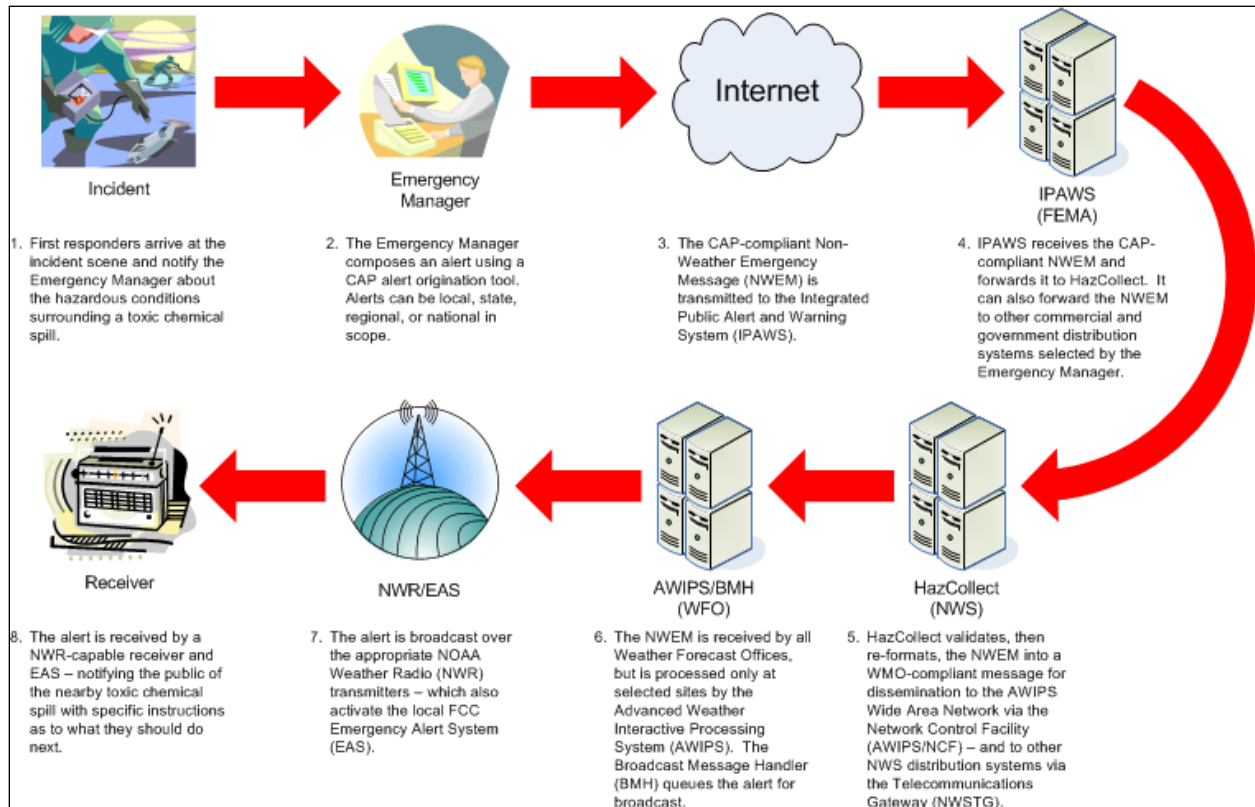 Incident
1. First responders arrive at the
incident scene and notify the
Emergency Manager about
the hazardous conditions
surrounding a toxic chemical
spill.
Emergency
Manager
2. The Emergency Manager
composes an alert using a
CAP alert origination tool.
Alerts can be local, state,
regional, or national in
scope.
Internet
3. The CAP-compliant Non-
Weather Emergency
Message (NWEM) is
transmitted to the Integrated
Public Alert and Warning
System (IPAWS).
IPAWS
(FEMA)
4. IPAWS receives the CAP-
compliant NWEM and
forwards it to HazCollect. It
can also forward the NWEM
to other commercial and
government distribution
systems selected by the
Emergency Manager.
HazCollect
(NWS)
5. HazCollect validates, then
re-formats, the NWEM into a
WMO-compliant message for
dissemination to the AWIPS
Wide Area Network via the
Network Control Facility
(AWIPS/NCF) – and to other
NWS distribution systems via
the Telecommunications
Gateway (NWSTG).
AWIPS/BMH
(WFO)
6. The NWEM is received by all
Weather Forecast Offices,
but is processed only at
selected sites by the
Advanced Weather
Interactive Processing
System (AWIPS). The
Broadcast Message Handler
(BMH) queues the alert for
broadcast.
NWR/EAS
7. The alert is broadcast over
the appropriate NOAA
Weather Radio (NWR)
transmitters – which also
activate the local FCC
Emergency Alert System
(EAS).
Receiver
8. The alert is received by a
NWR-capable receiver and
EAS – notifying the public of
the nearby toxic chemical
spill with specific instructions
as to what they should do
next.